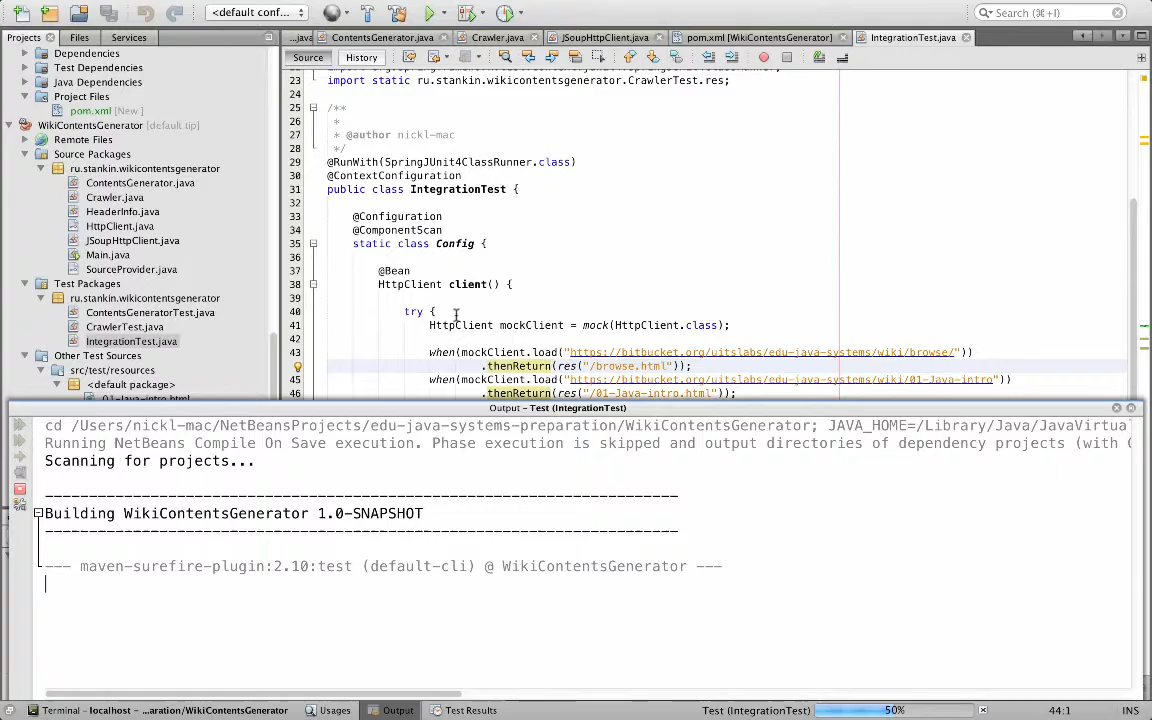 <default conf...
Search (⌘+I)
Projects
Files
Services
...java
ContentsGenerator.java
Crawler.java
JSoupHttpClient.java
pom.xml [WikiContentsGenerator]
IntegrationTest.java
Dependencies
Test Dependencies
Java Dependencies
Project Files
pom.xml [New ]
WikiContentsGenerator [default tip]
Remote Files
Source Packages
ru.stankin.wikicontentsgenerator
ContentsGenerator.java
Crawler.java
HeaderInfo.java
HttpClient.java
JSoupHttpClient.java
Main.java
SourceProvider.java
Test Packages
ru.stankin.wikicontentsgenerator
ContentsGeneratorTest.java
CrawlerTest.java
IntegrationTest.java
Other Test Sources
src/test/resources
<default package>
01-Java-intro.html
Source
History
23 import static ru.stankin.wikicontentsgenerator.CrawlerTest.res;
24
25 /**
26 *
27 * @author nickl-mac
28 */
29 @RunWith(SpringJUnit4ClassRunner.class)
30 @ContextConfiguration
31 public class IntegrationTest {
32
33 @Configuration
34 @ComponentScan
35 static class Config {
36
37 @Bean
38 HttpClient client() {
39
40 try {
41 HttpClient mockClient = mock(HttpClient.class);
42
43 when(mockClient.load("https://bitbucket.org/uitslabs/edu-java-systems/wiki/browse/"))
.thenReturn(res("/browse.html"));
45 when(mockClient.load("https://bitbucket.org/uitslabs/edu-java-systems/wiki/01-Java-intro"))
46 .thenReturn(res("/01-Java-intro.html"));
Output - Test (IntegrationTest)
cd /Users/nickl-mac/NetBeansProjects/edu-java-systems-preparation/WikiContentsGenerator; JAVA_HOME=/Library/Java/JavaVirtual
Running NetBeans Compile On Save execution. Phase execution is skipped and output directories of dependency projects (with C
Scanning for projects...
------------------------------------------------------------------------
Building WikiContentsGenerator 1.0-SNAPSHOT
------------------------------------------------------------------------
--- maven-surefire-plugin:2.10:test (default-cli) @ WikiContentsGenerator ---
Terminal - localhost - ...aration/WikiContentsGenerator
Usages
Output
Test Results
Test (IntegrationTest)
50%
44:1
INS